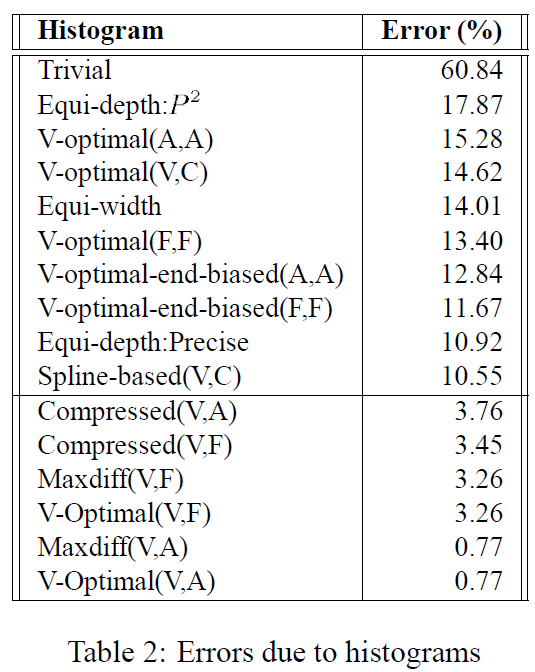 Histogram Error (%)
Trivial 60.84
Equi-depth:P² 17.87
V-optimal(A,A) 15.28
V-optimal(V,C) 14.62
Equi-width 14.01
V-optimal(F,F) 13.40
V-optimal-end-biased(A,A) 12.84
V-optimal-end-biased(F,F) 11.67
Equi-depth:Precise 10.92
Spline-based(V,C) 10.55
Compressed(V,A) 3.76
Compressed(V,F) 3.45
Maxdiff(V,F) 3.26
V-Optimal(V,F) 3.26
Maxdiff(V,A) 0.77
V-Optimal(V,A) 0.77
Table 2: Errors due to histograms